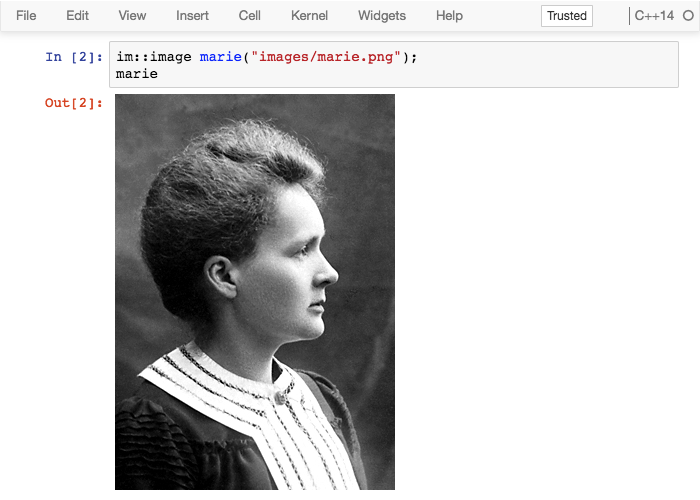 File Edit View Insert Cell Kernel Widgets Help Trusted C++14
In [2]: im::image marie("images/marie.png");
marie
Out[2]: